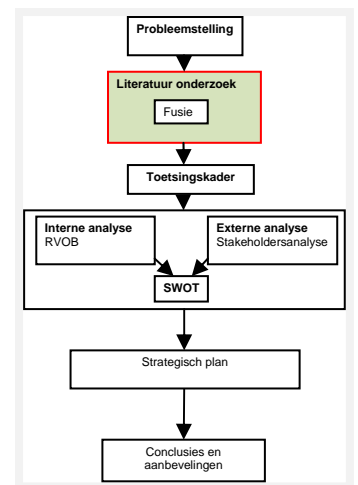 Probleemstelling
Literatuur onderzoek
Fusie
Toetsingskader
Interne analyse
RVOB
Externe analyse
Stakeholdersanalyse
SWOT
Strategisch plan
Conclusies en
aanbevelingen